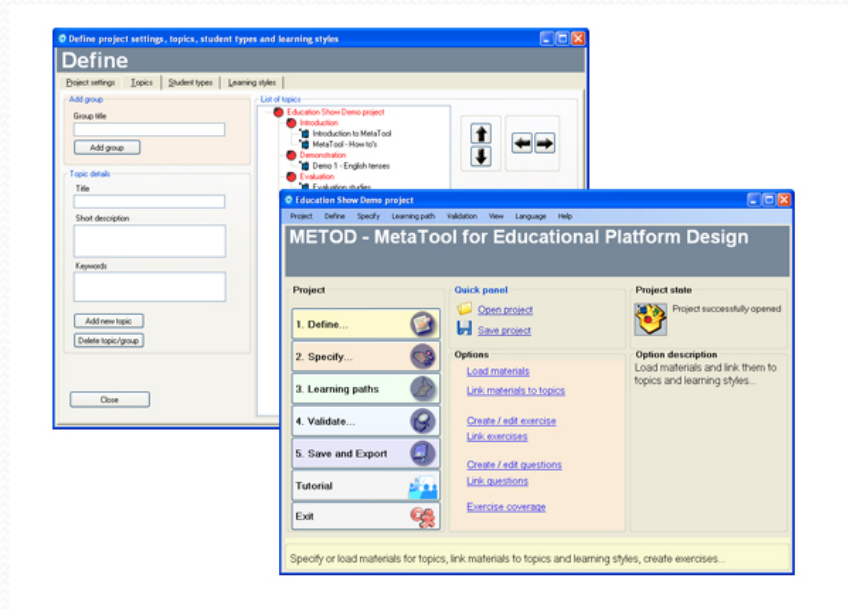 Define project settings, topics, student types and learning styles
Define
Project settings Topics Student types Learning styles
Add group
Group title
Add group
Topic details
Title
Short description
Keywords
Add new topic
Delete topic/group
Close
List of topics
Education Show Demo project
Introduction
Introduction to MetaTool
MetaTool - How to's
Demonstration
Demo 1 - English tenses
Evaluation
Evaluation studies
Education Show Demo project
Project Define Specify Learning path Validation View Language Help
METOD - MetaTool for Educational Platform Design
Project
1. Define...
2. Specify...
3. Learning paths
4. Validate...
5. Save and Export
Tutorial
Exit
Quick panel
Open project
Save project
Options
Load materials
Link materials to topics
Create / edit exercise
Link exercises
Create / edit questions
Link questions
Exercise coverage
Project state
Project successfully opened
Option description
Load materials and link them to
topics and learning styles...
Specify or load materials for topics, link materials to topics and learning styles, create exercises...